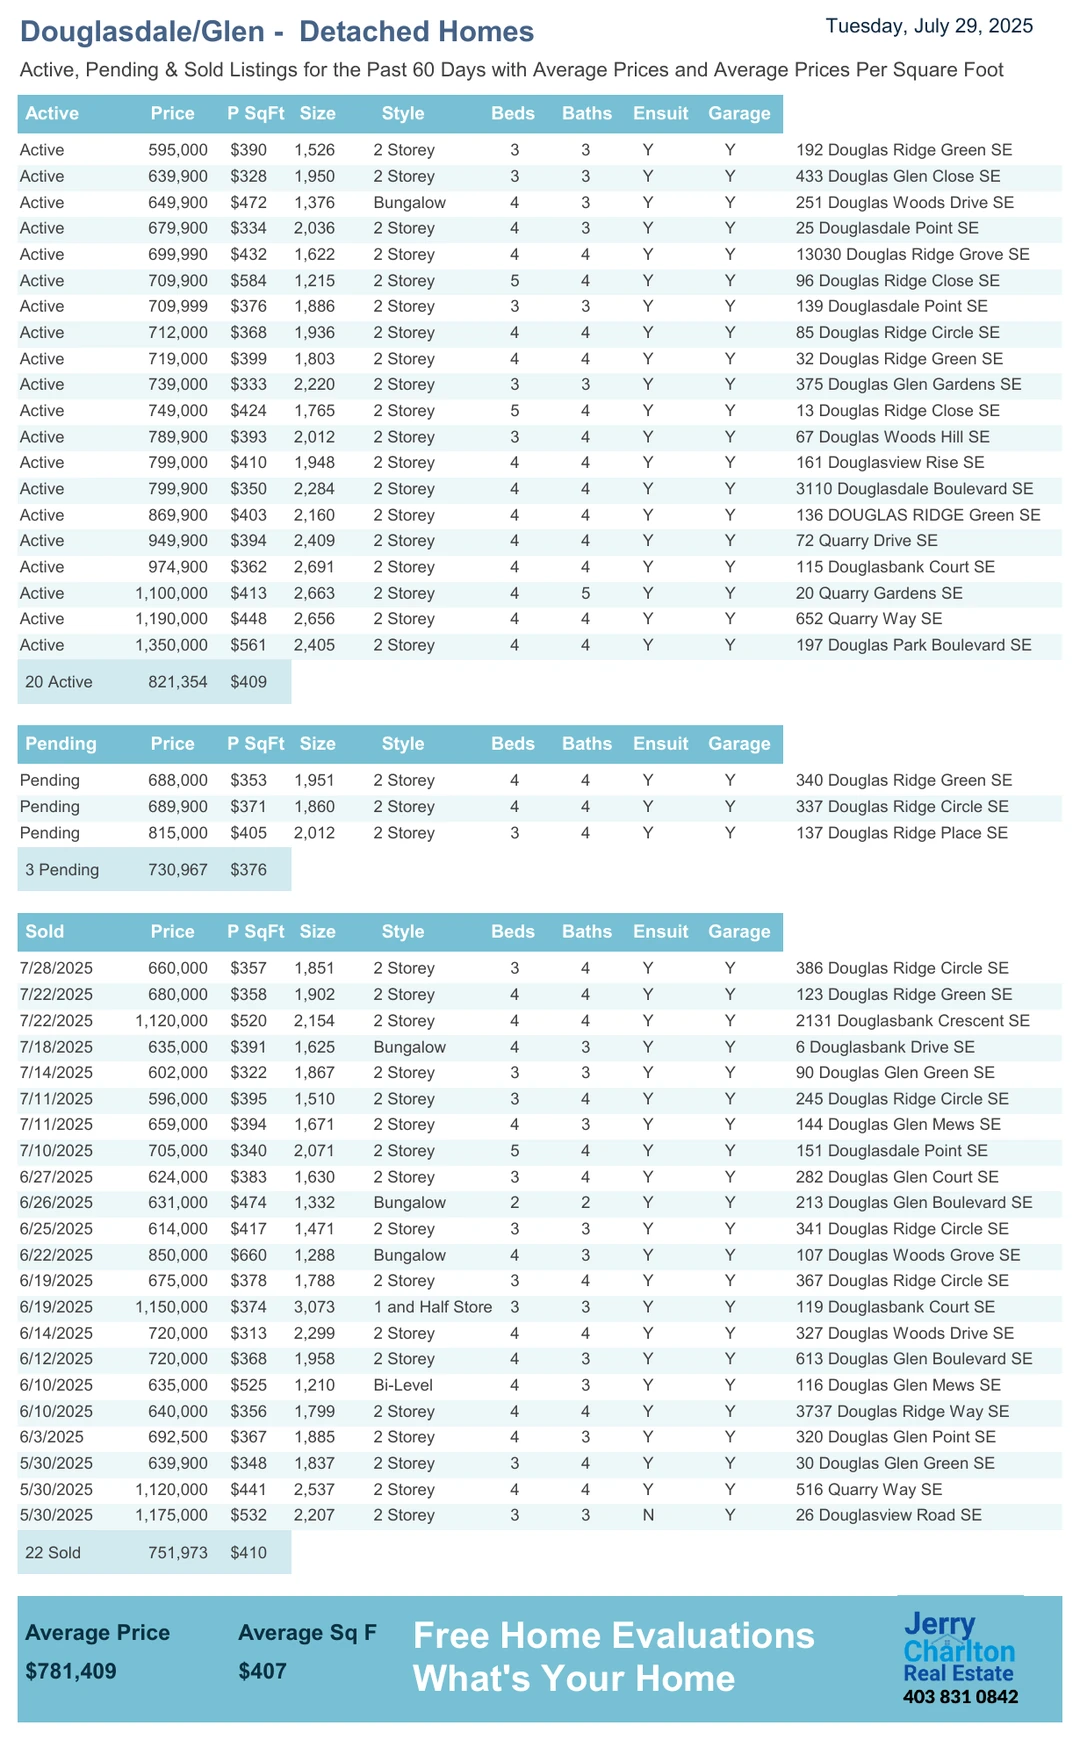 Douglasdale/Glen -  Detached Homes
Tuesday, July 29, 2025
Active, Pending & Sold Listings for the Past 60 Days with Average Prices and Average Prices Per Square Foot
Active Price P SqFt Size Style Beds Baths Ensuit Garage
Active 595,000 $390 1,526 2 Storey 3 3 Y Y 192 Douglas Ridge Green SE
Active 639,900 $328 1,950 2 Storey 3 3 Y Y 433 Douglas Glen Close SE
Active 649,900 $472 1,376 Bungalow 4 3 Y Y 251 Douglas Woods Drive SE
Active 679,900 $334 2,036 2 Storey 4 3 Y Y 25 Douglasdale Point SE
Active 699,990 $432 1,622 2 Storey 4 4 Y Y 13030 Douglas Ridge Grove SE
Active 709,900 $584 1,215 2 Storey 5 4 Y Y 96 Douglas Ridge Close SE
Active 709,999 $376 1,886 2 Storey 3 3 Y Y 139 Douglasdale Point SE
Active 712,000 $368 1,936 2 Storey 4 4 Y Y 85 Douglas Ridge Circle SE
Active 719,000 $399 1,803 2 Storey 4 4 Y Y 32 Douglas Ridge Green SE
Active 739,000 $333 2,220 2 Storey 3 3 Y Y 375 Douglas Glen Gardens SE
Active 749,000 $424 1,765 2 Storey 5 4 Y Y 13 Douglas Ridge Close SE
Active 789,900 $393 2,012 2 Storey 3 4 Y Y 67 Douglas Woods Hill SE
Active 799,000 $410 1,948 2 Storey 4 4 Y Y 161 Douglasview Rise SE
Active 799,900 $350 2,284 2 Storey 4 4 Y Y 3110 Douglasdale Boulevard SE
Active 869,900 $403 2,160 2 Storey 4 4 Y Y 136 DOUGLAS RIDGE Green SE
Active 949,900 $394 2,409 2 Storey 4 4 Y Y 72 Quarry Drive SE
Active 974,900 $362 2,691 2 Storey 4 4 Y Y 115 Douglasbank Court SE
Active 1,100,000 $413 2,663 2 Storey 4 5 Y Y 20 Quarry Gardens SE
Active 1,190,000 $448 2,656 2 Storey 4 4 Y Y 652 Quarry Way SE
Active 1,350,000 $561 2,405 2 Storey 4 4 Y Y 197 Douglas Park Boulevard SE
20 Active 821,354 $409
Pending Price P SqFt Size Style Beds Baths Ensuit Garage
Pending 688,000 $353 1,951 2 Storey 4 4 Y Y 340 Douglas Ridge Green SE
Pending 689,900 $371 1,860 2 Storey 4 4 Y Y 337 Douglas Ridge Circle SE
Pending 815,000 $405 2,012 2 Storey 3 4 Y Y 137 Douglas Ridge Place SE
3 Pending 730,967 $376
Sold Price P SqFt Size Style Beds Baths Ensuit Garage
7/28/2025 660,000 $357 1,851 2 Storey 3 4 Y Y 386 Douglas Ridge Circle SE
7/22/2025 680,000 $358 1,902 2 Storey 4 4 Y Y 123 Douglas Ridge Green SE
7/22/2025 1,120,000 $520 2,154 2 Storey 4 4 Y Y 2131 Douglasbank Crescent SE
7/18/2025 635,000 $391 1,625 Bungalow 4 3 Y Y 6 Douglasbank Drive SE
7/14/2025 602,000 $322 1,867 2 Storey 3 3 Y Y 90 Douglas Glen Green SE
7/11/2025 596,000 $395 1,510 2 Storey 3 4 Y Y 245 Douglas Ridge Circle SE
7/11/2025 659,000 $394 1,671 2 Storey 4 3 Y Y 144 Douglas Glen Mews SE
7/10/2025 705,000 $340 2,071 2 Storey 5 4 Y Y 151 Douglasdale Point SE
6/27/2025 624,000 $383 1,630 2 Storey 3 4 Y Y 282 Douglas Glen Court SE
6/26/2025 631,000 $474 1,332 Bungalow 2 2 Y Y 213 Douglas Glen Boulevard SE
6/25/2025 614,000 $417 1,471 2 Storey 3 3 Y Y 341 Douglas Ridge Circle SE
6/22/2025 850,000 $660 1,288 Bungalow 4 3 Y Y 107 Douglas Woods Grove SE
6/19/2025 675,000 $378 1,788 2 Storey 3 4 Y Y 367 Douglas Ridge Circle SE
6/19/2025 1,150,000 $374 3,073 1 and Half Store 3 3 Y Y 119 Douglasbank Court SE
6/14/2025 720,000 $313 2,299 2 Storey 4 4 Y Y 327 Douglas Woods Drive SE
6/12/2025 720,000 $368 1,958 2 Storey 4 3 Y Y 613 Douglas Glen Boulevard SE
6/10/2025 635,000 $525 1,210 Bi-Level 4 3 Y Y 116 Douglas Glen Mews SE
6/10/2025 640,000 $356 1,799 2 Storey 4 4 Y Y 3737 Douglas Ridge Way SE
6/3/2025 692,500 $367 1,885 2 Storey 4 3 Y Y 320 Douglas Glen Point SE
5/30/2025 639,900 $348 1,837 2 Storey 3 4 Y Y 30 Douglas Glen Green SE
5/30/2025 1,120,000 $441 2,537 2 Storey 4 4 Y Y 516 Quarry Way SE
5/30/2025 1,175,000 $532 2,207 2 Storey 3 3 N Y 26 Douglasview Road SE
22 Sold 751,973 $410
Average Price Average Sq F
$781,409 $407
Free Home Evaluations
What's Your Home
Jerry
Charlton
Real Estate
403 831 0842